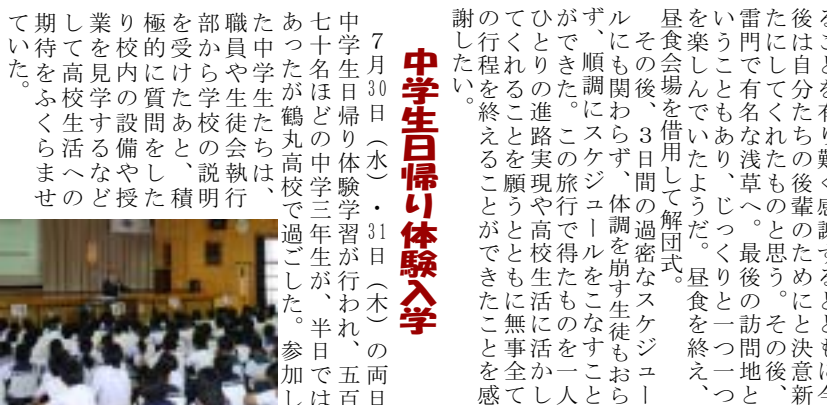 ることを有り難く感謝するとともに今
後は自分たちの後輩のためにと決意新
たにしてくれたものと思う。その後、
雷門で有名な浅草へ。最後の訪問地と
いうこともあり、じっくりと一つ一つ
を楽しんでいたようだ。昼食を終え、
昼食会場を借用して解団式。
その後、3日間の過密なスケジュー
ルにも関わらず、体調を崩す生徒もおら
ず、順調にスケジュールをこなすこと
ができた。この旅行で得たものを一人
ひとりの進路実現や高校生活に活かし
てくれることを願うとともに無事全て
の行程を終えることができたことを感
謝したい。
中学生日帰り体験入学
7月30日（水）・31日（木）の両日
中学生日帰り体験学習が行われ、五百
七十名ほどの中学三年生が、半日では
あったが鶴丸高校で過ごした。参加し
た中学生たちは、
職員や生徒会執行
部から学校の説明
を受けたあと、積
極的に質問をした
り校内の設備や授
業を見学するなど
して高校生活への
期待をふくらませ
ていた。